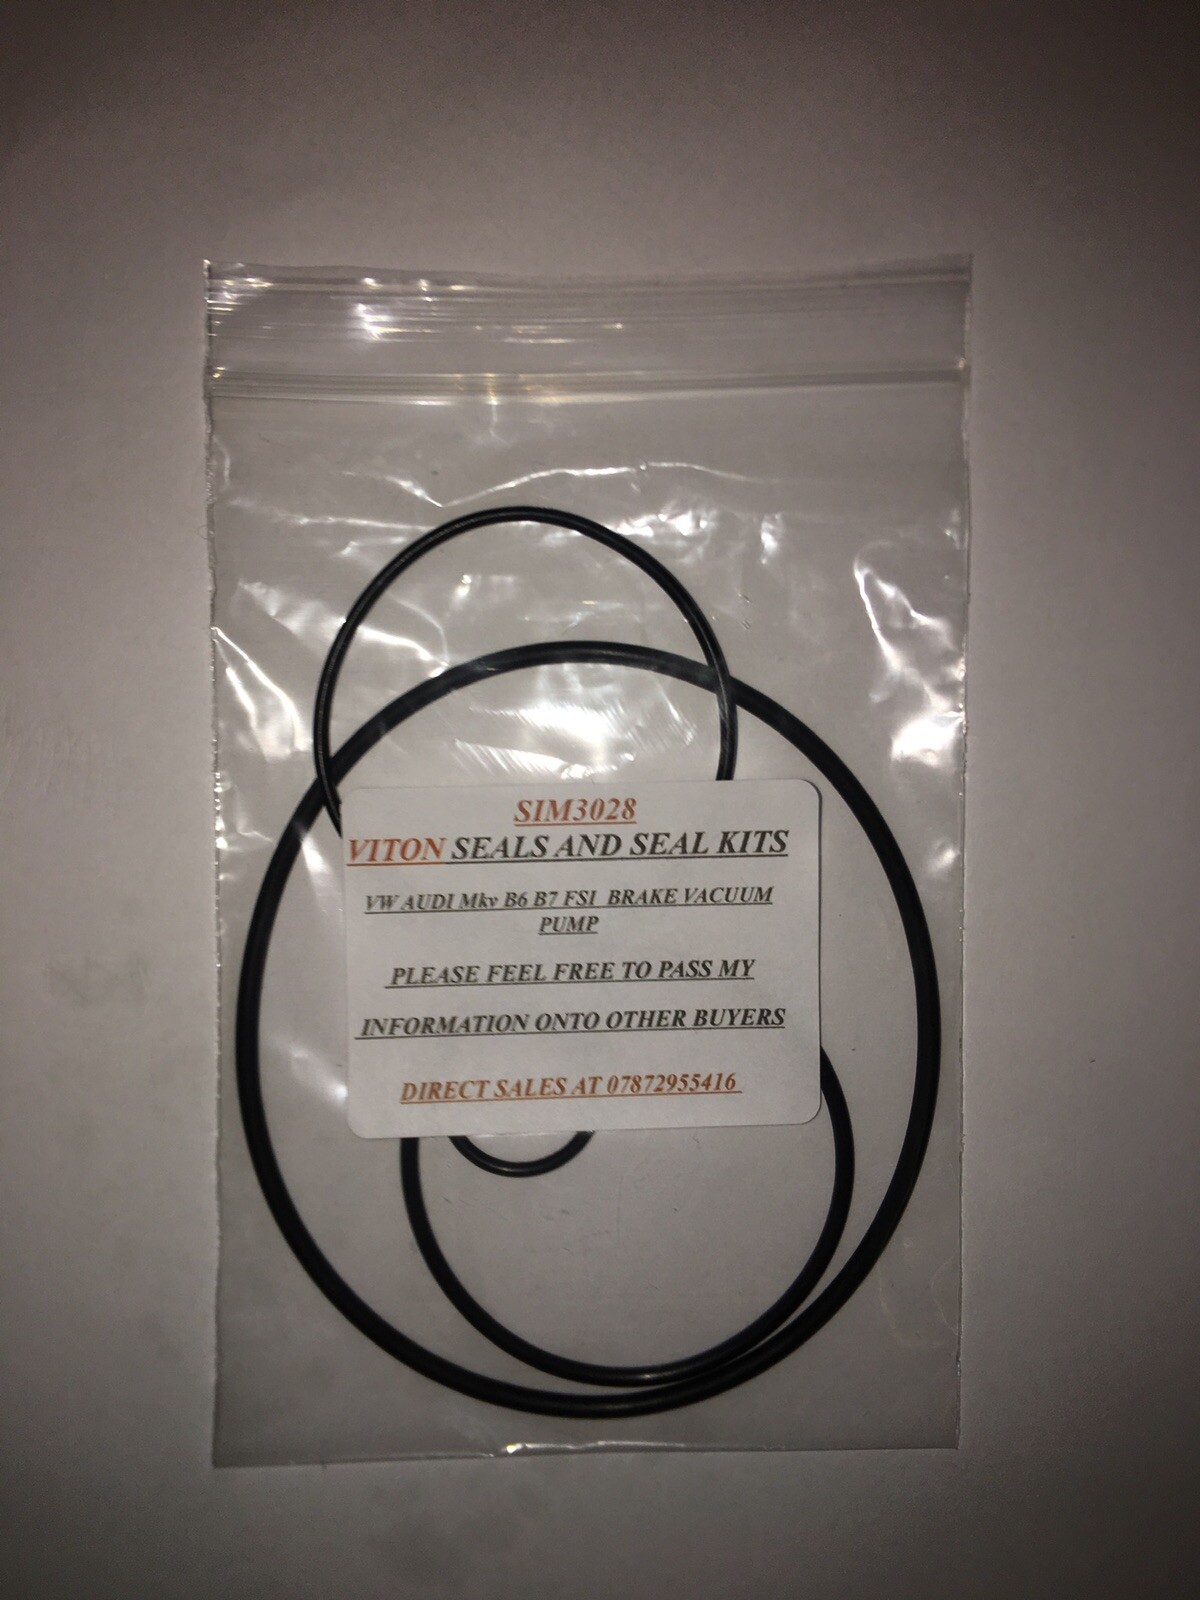 SIM3028
VITON SEALS AND SEAL KITS
VW AUDI Mkv B6 B7 FSI BRAKE VACUUM
PUMP
PLEASE FEEL FREE TO PASS MY
INFORMATION ONTO OTHER BUYERS
DIRECT SALES AT 07872955416